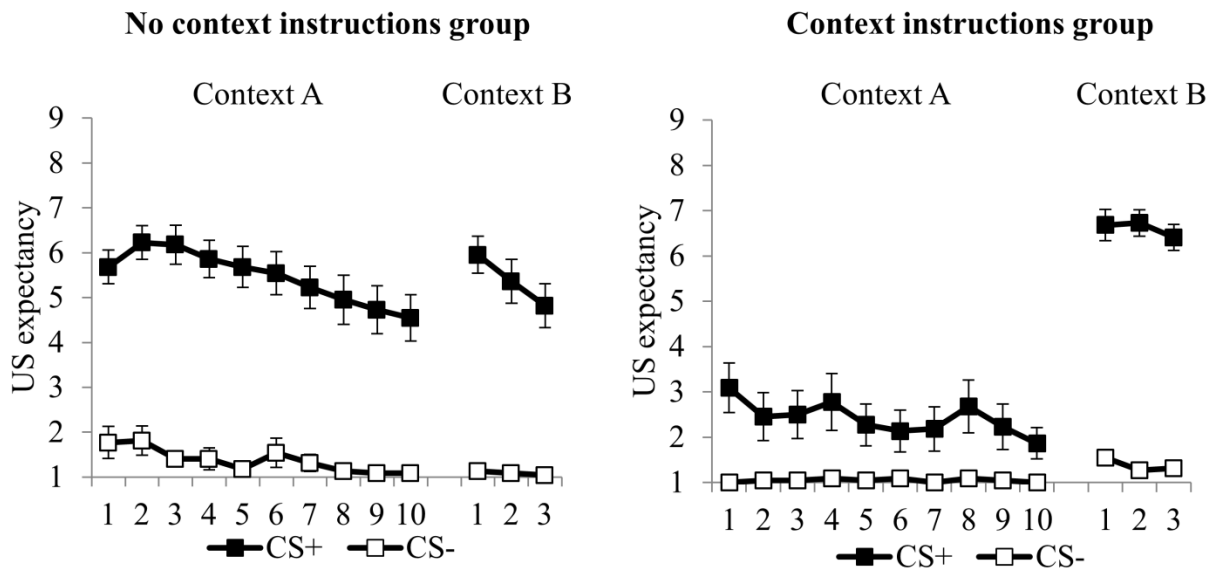 No context instructions group
Context A
Context B
US expectancy
9
8
7
6
5
4
3
2
1
1 2 3 4 5 6 7 8 9 10 1 2 3
CS+ CS-
Context instructions group
Context A
Context B
US expectancy
9
8
7
6
5
4
3
2
1
1 2 3 4 5 6 7 8 9 10 1 2 3
CS+ CS-